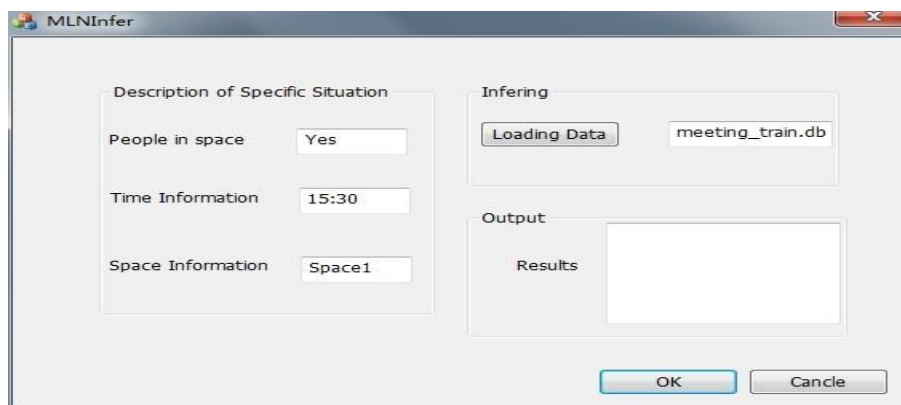 MLNInfer
Description of Specific Situation
People in space
Yes
Time Information
15:30
Space Information
Space1
Infering
Loading Data
meeting_train.db
Output
Results
OK
Cancle